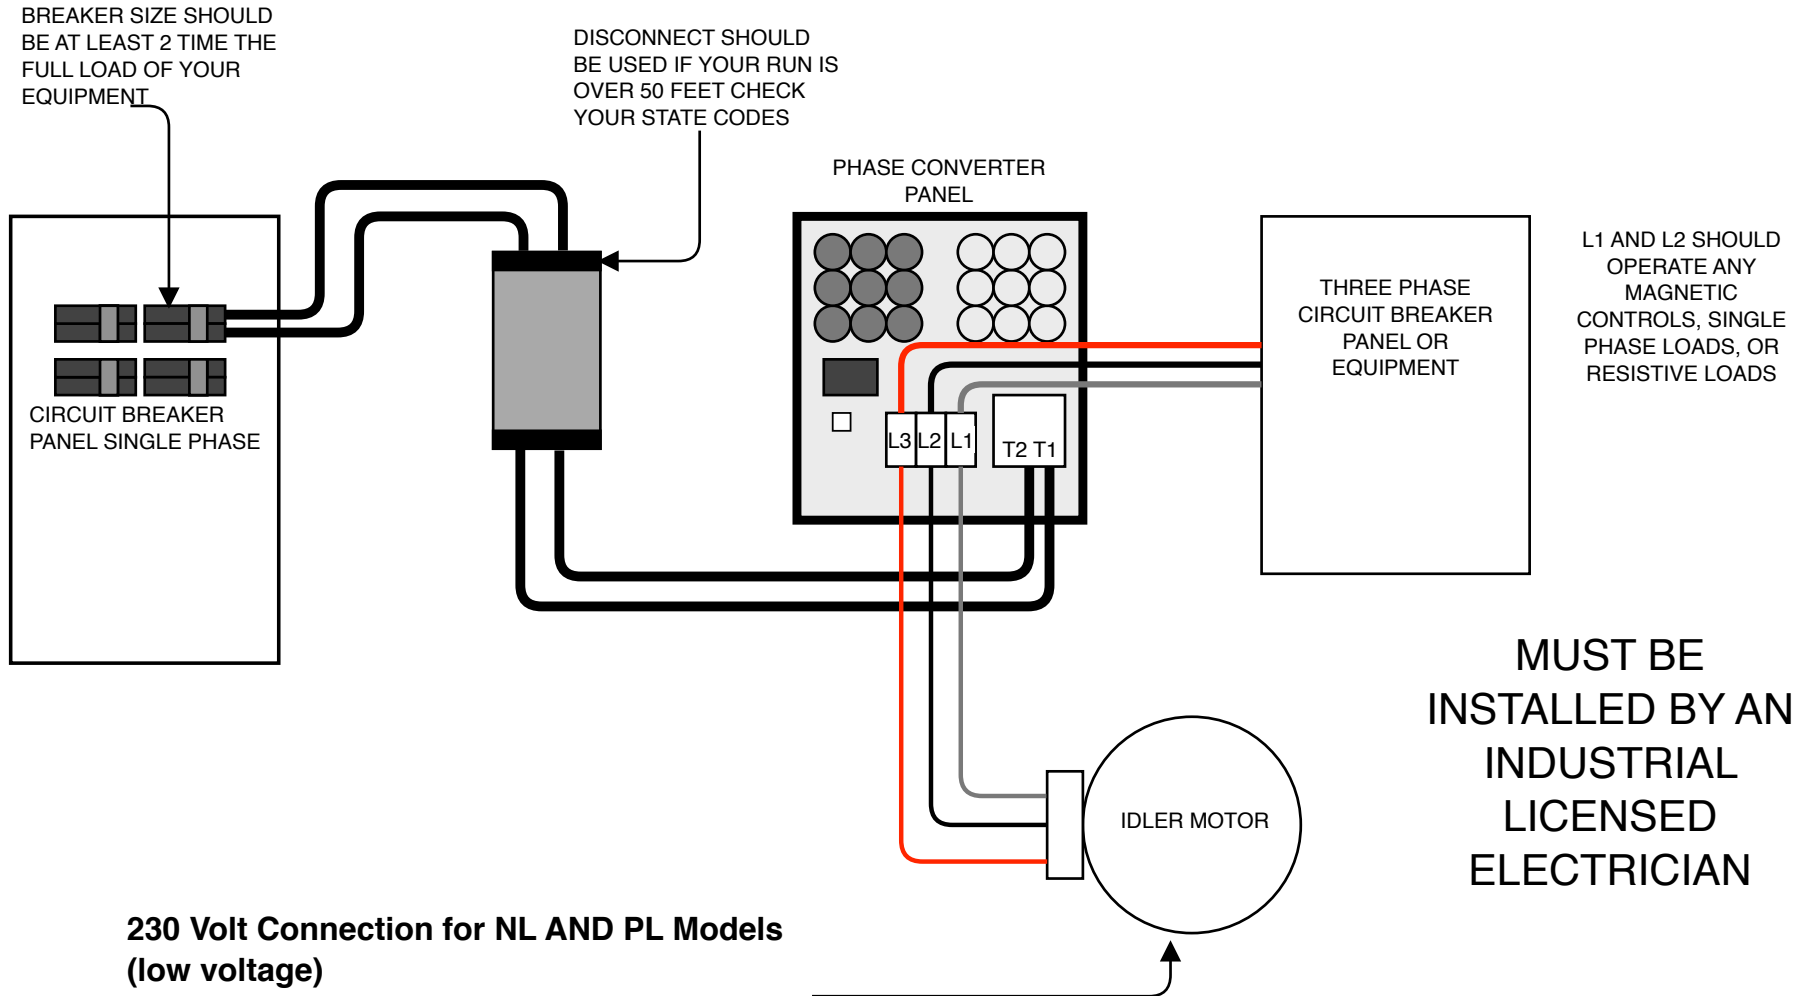 BREAKER SIZE SHOULD
BE AT LEAST 2 TIME THE
FULL LOAD OF YOUR
EQUIPMENT
DISCONNECT SHOULD
BE USED IF YOUR RUN IS
OVER 50 FEET CHECK
YOUR STATE CODES
PHASE CONVERTER
PANEL
THREE PHASE
CIRCUIT BREAKER
PANEL OR
EQUIPMENT
L1 AND L2 SHOULD
OPERATE ANY
MAGNETIC
CONTROLS, SINGLE
PHASE LOADS, OR
RESISTIVE LOADS
CIRCUIT BREAKER
PANEL SINGLE PHASE
L3 L2 L1
T2 T1
MUST BE
INSTALLED BY AN
INDUSTRIAL
LICENSED
ELECTRICIAN
IDLER MOTOR
230 Volt Connection for NL AND PL Models
(low voltage)